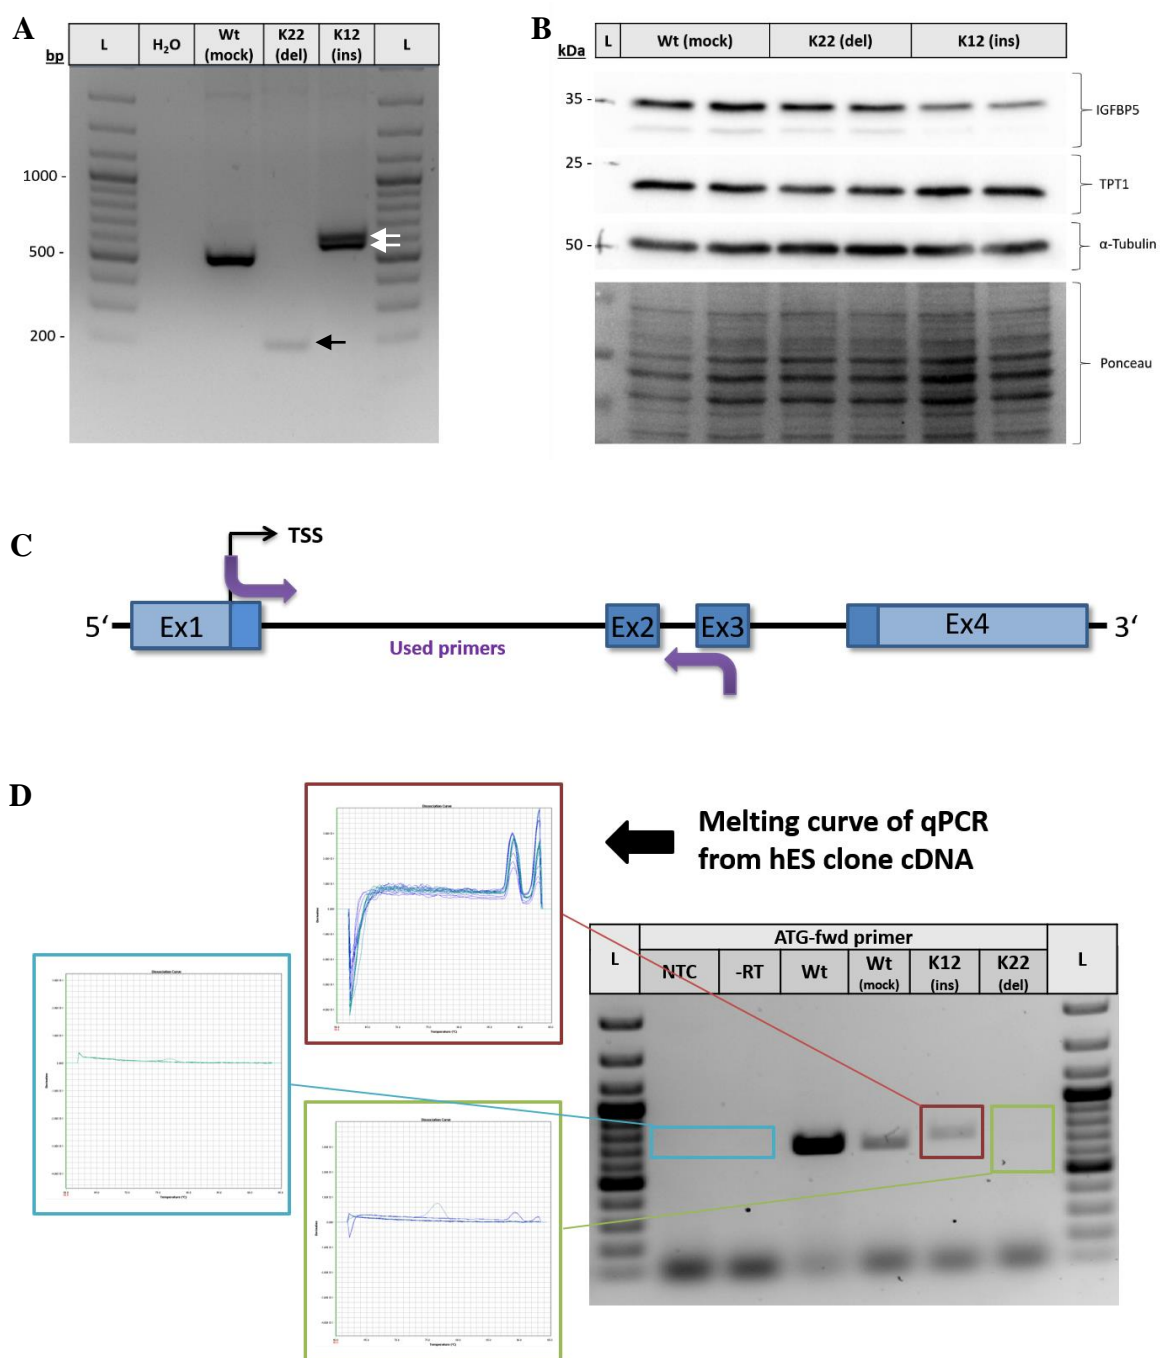 A
bp
L
H2O
Wt
(mock)
K22
(del)
K12
(ins)
L
1000 -
500 -
200 -
B
kDa
L
Wt (mock)
K22 (del)
K12 (ins)
35 -
IGFBP5
25 -
TPT1
50 -
α-Tubulin
Ponceau
C
TSS
5‘
Ex1
Ex2
Ex3
Ex4
3‘
Used primers
D
Dissociation Curve
Temperature (°C)
Melting curve of qPCR
from hES clone cDNA
Dissociation Curve
Temperature (°C)
Dissociation Curve
Temperature (°C)
L
ATG-fwd primer
NTC
-RT
Wt
Wt
(mock)
K12
(ins)
K22
(del)
L